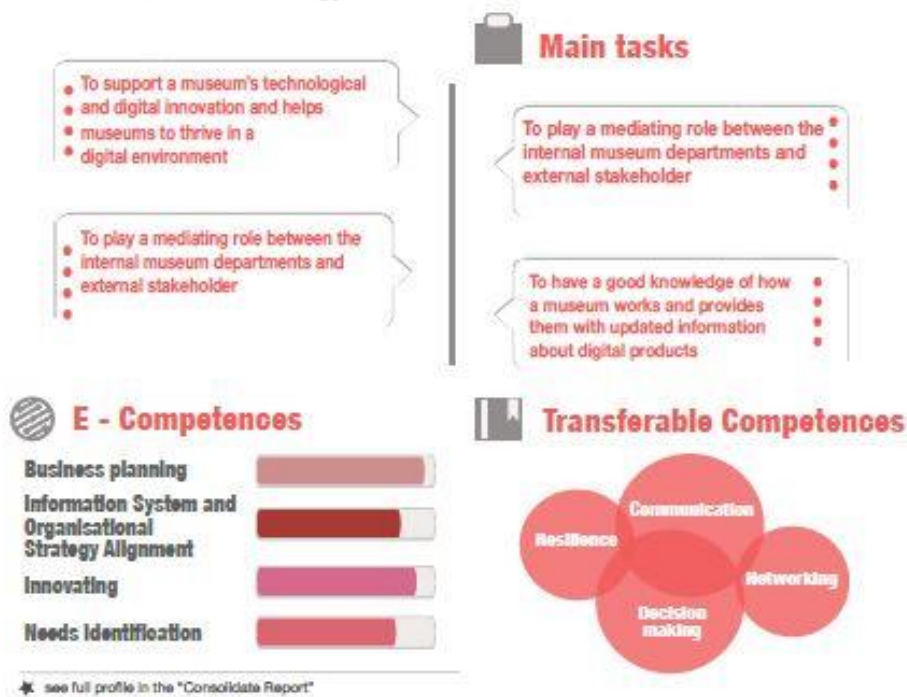 Main tasks
To support a museum's technological
and digital innovation and helps
museums to thrive in a
digital environment
To play a mediating role between the
internal museum departments and
external stakeholder
To play a mediating role between the
internal museum departments and
external stakeholder
To have a good knowledge of how
a museum works and provides
them with updated information
about digital products
E - Competences
Business planning
Information System and
Organisational
Strategy Alignment
Innovating
Needs Identification
see full profile in the "Consolidate Report"
Transferable Competences
Communication
Resilience
Networking
Decision
making